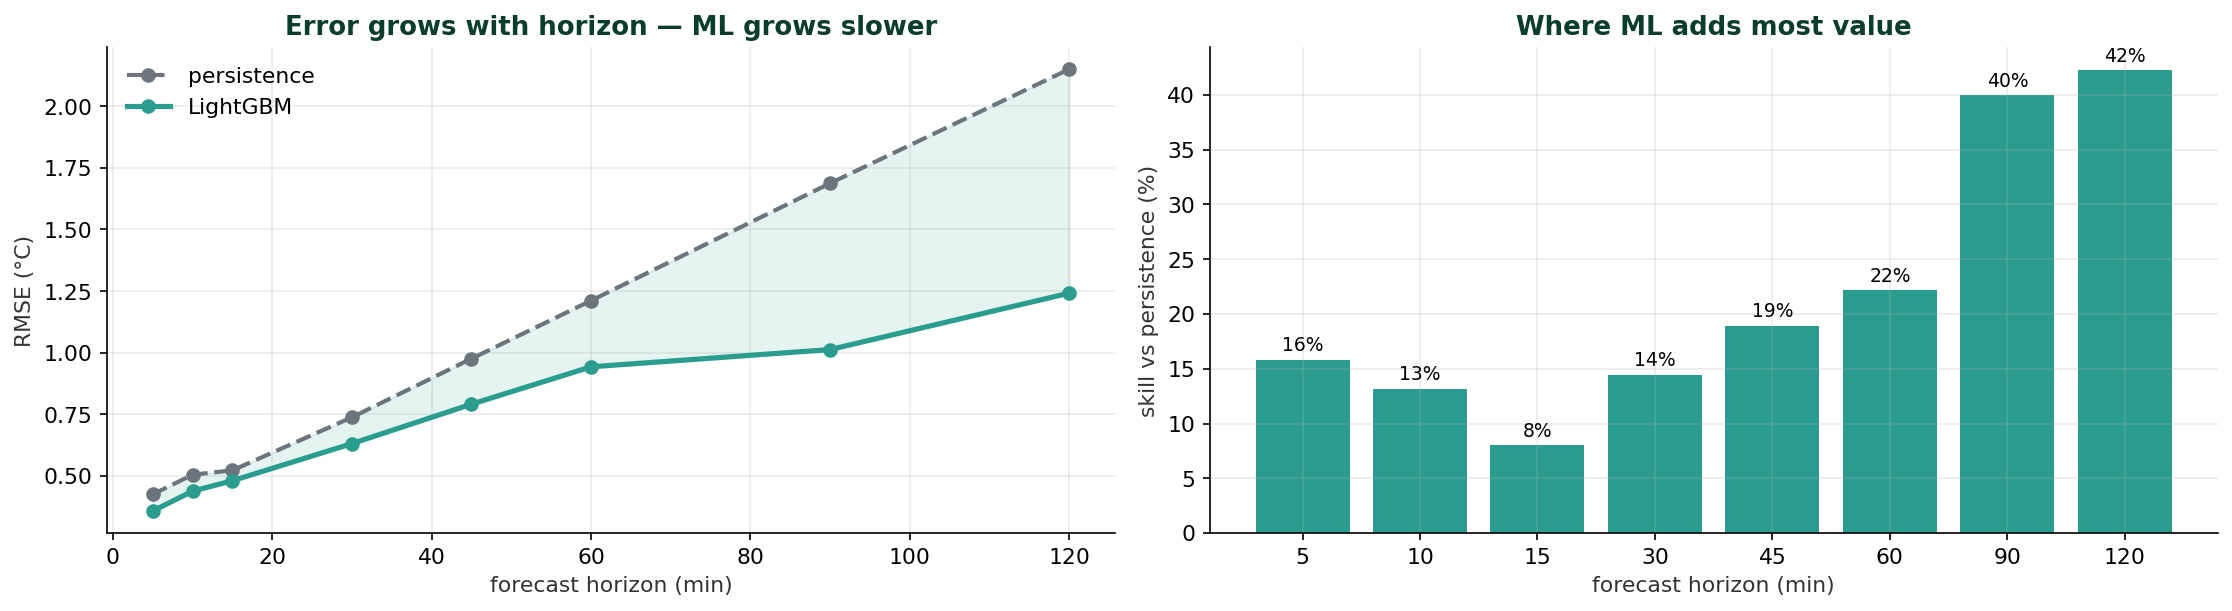 Error grows with horizon — ML grows slower
persistence
LightGBM
RMSE (°C)
2.00
1.75
1.50
1.25
1.00
0.75
0.50
0 20 40 60 80 100 120
forecast horizon (min)
Where ML adds most value
skill vs persistence (%)
40
35
30
25
20
15
10
5
0
16% 13% 8% 14% 19% 22% 40% 42%
5 10 15 30 45 60 90 120
forecast horizon (min)